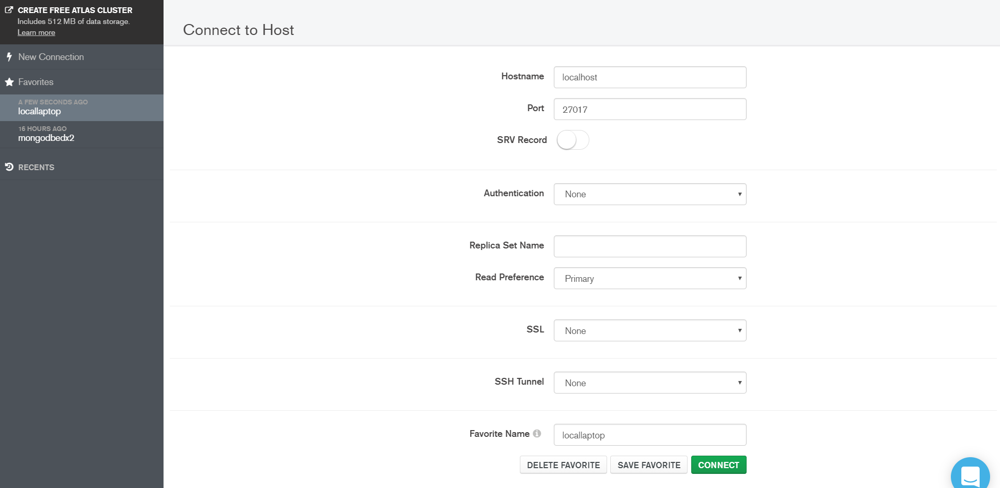 CREATE FREE ATLAS CLUSTER
Includes 512 MB of data storage.
Learn more
New Connection
Favorites
A FEW SECONDS AGO
locallaptop
16 HOURS AGO
mongodbedx2
RECENTS
Connect to Host
Hostname localhost
Port 27017
SRV Record
Authentication None
Replica Set Name
Read Preference Primary
SSL None
SSH Tunnel None
Favorite Name locallaptop
DELETE FAVORITE SAVE FAVORITE CONNECT